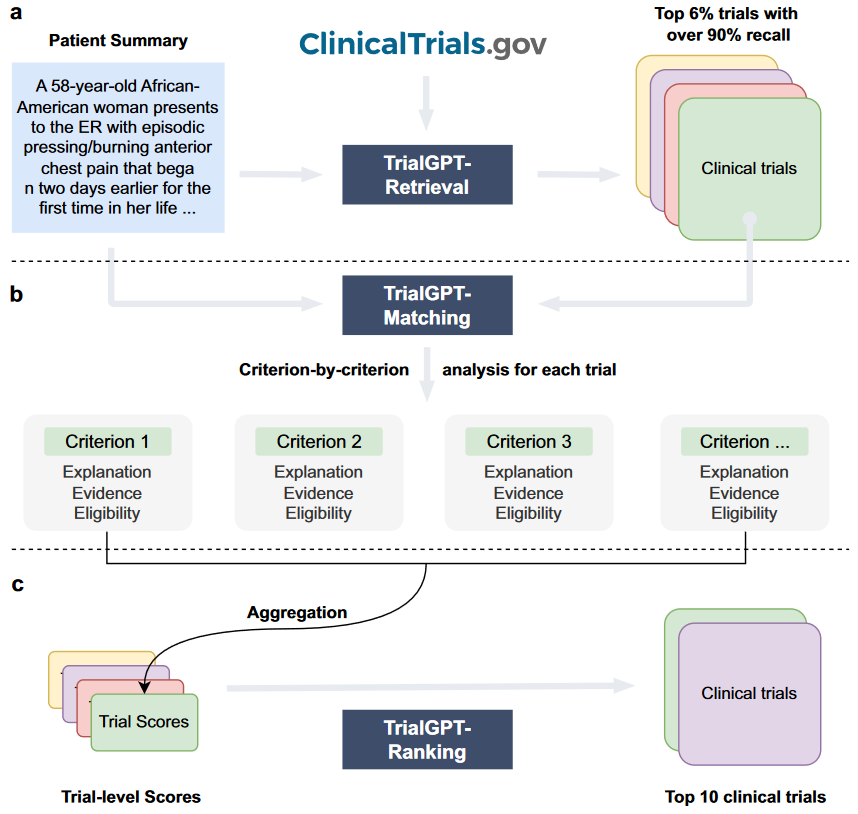 a
Patient Summary
ClinicalTrials.gov
Top 6% trials with
over 90% recall
A 58-year-old African-
American woman presents
to the ER with episodic
pressing/burning anterior
chest pain that bega
n two days earlier for the
first time in her life ...
TrialGPT-
Retrieval
Clinical trials
b
TrialGPT-
Matching
Criterion-by-criterion analysis for each trial
Criterion 1
Explanation
Evidence
Eligibility
Criterion 2
Explanation
Evidence
Eligibility
Criterion 3
Explanation
Evidence
Eligibility
Criterion ...
Explanation
Evidence
Eligibility
c
Aggregation
Trial Scores
Trial-level Scores
TrialGPT-
Ranking
Clinical trials
Top 10 clinical trials